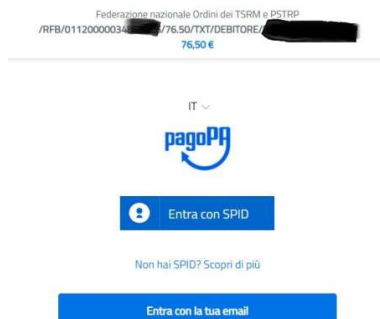 Federazione nazionale Ordini dei TSRM e PSTRP
/RFB/01120000034 /76.50/TXT/DEBITORE/
76,50 €
IT
pagoPA
Entra con SPID
Non hai SPID? Scopri di più
Entra con la tua email